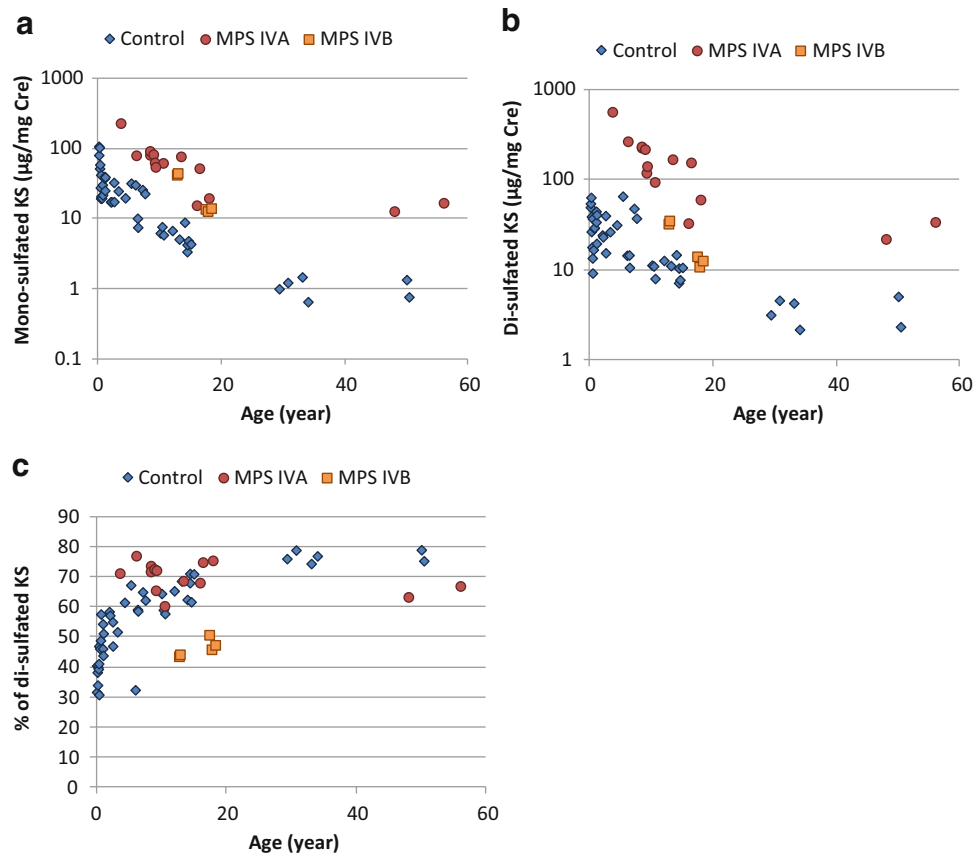 a
Control MPS IVA MPS IVB
Mono-sulfated KS (µg/mg Cre)
1000
100
10
1
0.1
0 20 40 60
Age (year)
b
Control MPS IVA MPS IVB
Di-sulfated KS (µg/mg Cre)
1000
100
10
1
0 20 40 60
Age (year)
c
Control MPS IVA MPS IVB
% of di-sulfated KS
90
80
70
60
50
40
30
20
10
0
0 20 40 60
Age (year)